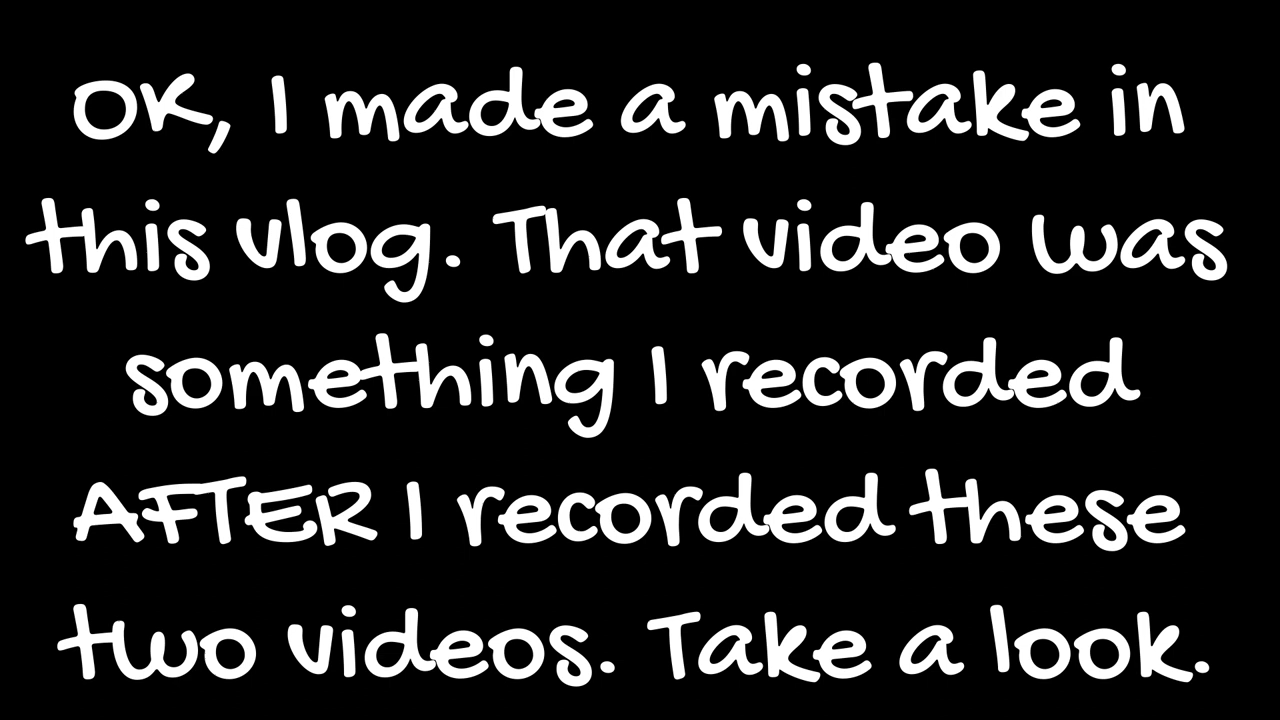 OK, I made a mistake in
this vlog. That video was
something I recorded
AFTER I recorded these
two videos. Take a look.